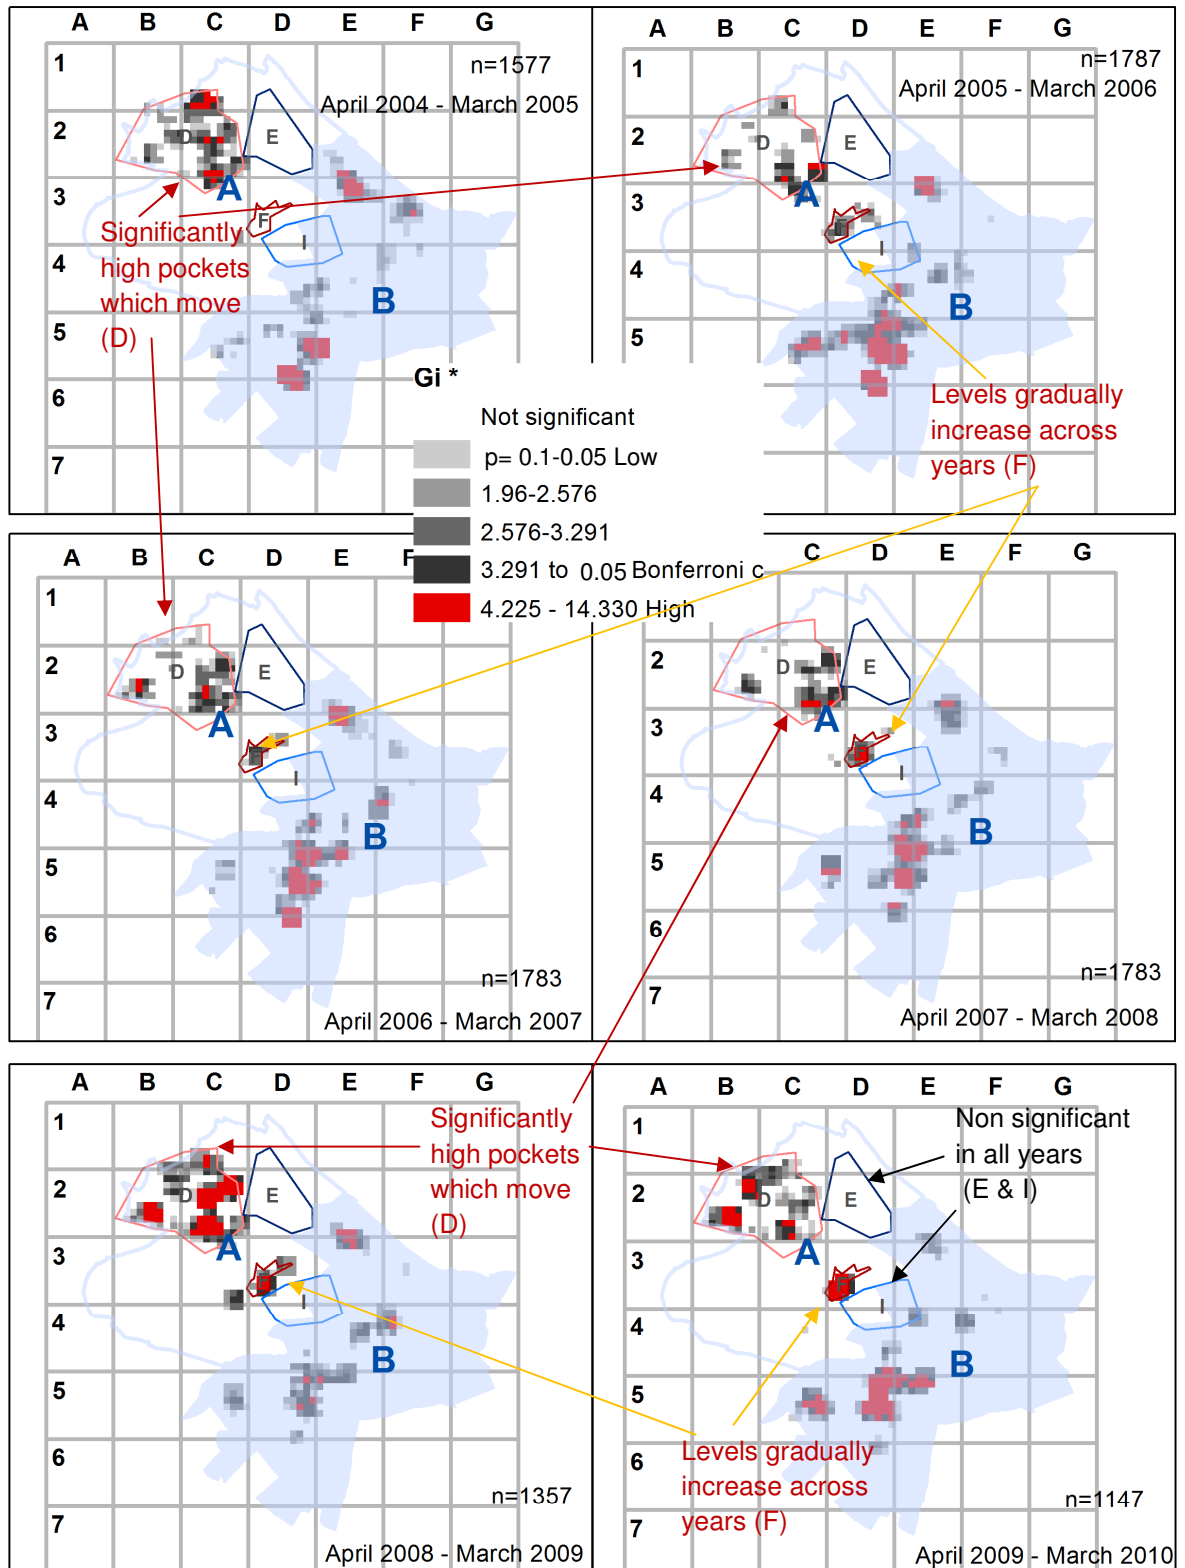 A B C D E F G
1
n=1577
April 2004 - March 2005
2
D
E
A
3
F
I
Significantly
high pockets
which move
(D)
4
B
5
6
7
A B C D E F G
1
n=1787
April 2005 - March 2006
2
D
E
A
3
F
I
4
B
5
Levels gradually
increase across
years (F)
6
7
Gi *
Not significant
p= 0.1-0.05 Low
1.96-2.576
2.576-3.291
3.291 to 0.05 Bonferroni c
4.225 - 14.330 High
A B C D E F
1
2
D
E
A
3
F
I
4
B
5
6
n=1783
7
April 2006 - March 2007
C D E F G
2
D
E
A
3
F
I
4
B
5
6
n=1783
7
April 2007 - March 2008
A B C D E F G
1
Significantly
high pockets
which move
(D)
2
D
E
A
3
F
I
4
B
5
6
n=1357
7
April 2008 - March 2009
A B C D E F G
1
Non significant
in all years
(E & I)
2
D
E
A
3
F
I
4
B
5
6
Levels gradually
increase across
years (F)
n=1147
7
April 2009 - March 2010